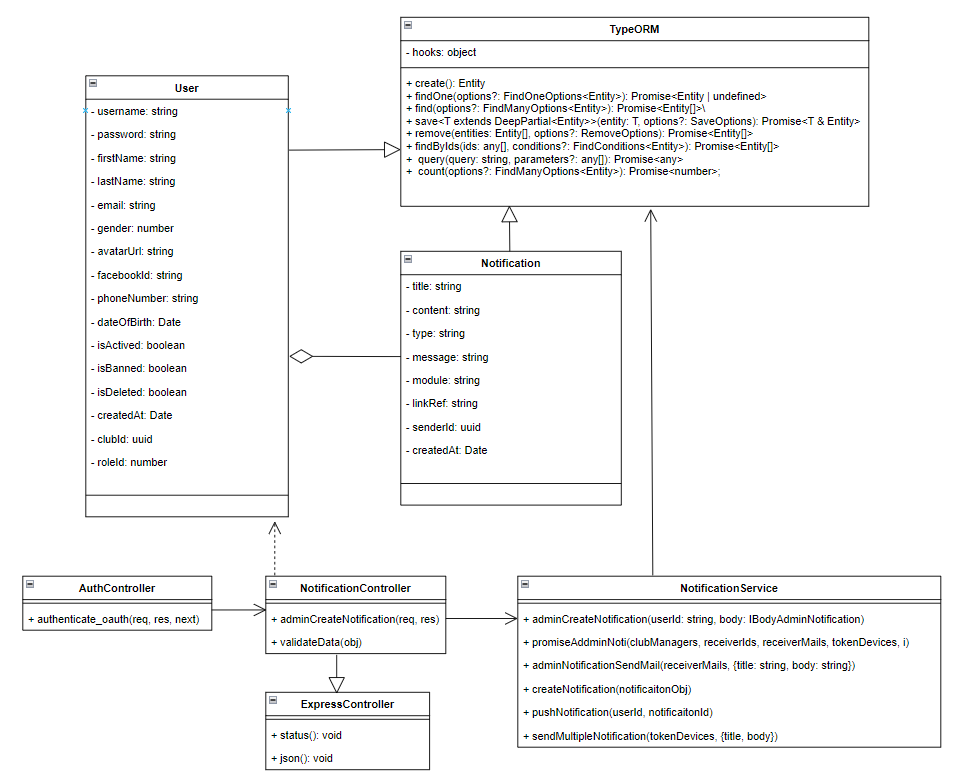 TypeORM
- hooks: object
+ create(): Entity
+ findOne(options?: FindOneOptions<Entity>): Promise<Entity | undefined>
+ find(options?: FindManyOptions<Entity>): Promise<Entity[]>\
+ save<T extends DeepPartial<Entity>>(entity: T, options?: SaveOptions): Promise<T & Entity>
+ remove(entities: Entity[], options?: RemoveOptions): Promise<Entity[]>
+ findByIds(ids: any[], conditions?: FindConditions<Entity>): Promise<Entity[]>
+ query(query: string, parameters?: any[]): Promise<any>
+ count(options?: FindManyOptions<Entity>): Promise<number>;
User
- username: string
- password: string
- firstName: string
- lastName: string
- email: string
- gender: number
- avatarUrl: string
- facebookId: string
- phoneNumber: string
- dateOfBirth: Date
- isActived: boolean
- isBanned: boolean
- isDeleted: boolean
- createdAt: Date
- clubId: uuid
- roleId: number
Notification
- title: string
- content: string
- type: string
- message: string
- module: string
- linkRef: string
- senderId: uuid
- createdAt: Date
AuthController
+ authenticate_oauth(req, res, next)
NotificationController
+ adminCreateNotification(req, res)
+ validateData(obj)
NotificationService
+ adminCreateNotification(userId: string, body: IBodyAdminNotification)
+ promiseAddminNoti(clubManagers, receiverIds, receiverMails, tokenDevices, i)
+ adminNotificationSendMail(receiverMails, {title: string, body: string})
+ createNotification(notificaitonObj)
+ pushNotification(userId, notificaitonId)
+ sendMultipleNotification(tokenDevices, {title, body})
ExpressController
+ status(): void
+ json(): void